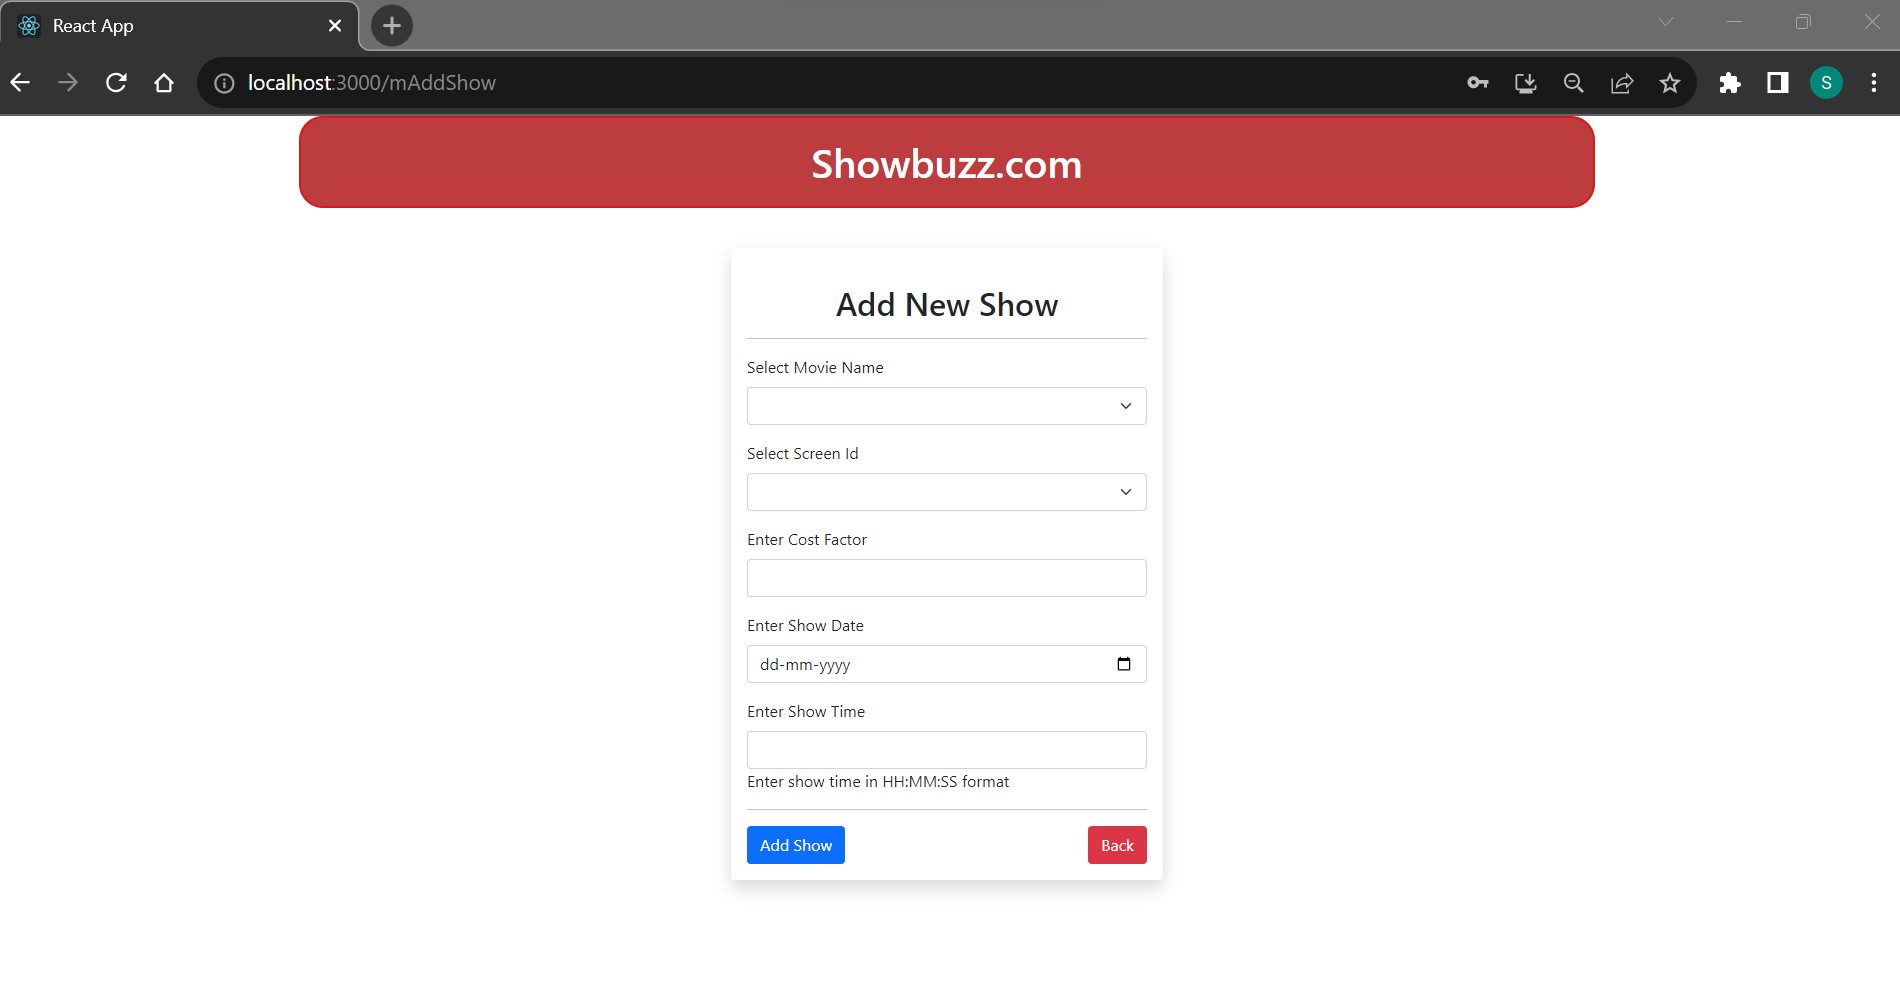 React App
localhost:3000/mAddShow
S
Showbuzz.com
Add New Show
Select Movie Name
Select Screen Id
Enter Cost Factor
Enter Show Date
dd-mm-yyyy
Enter Show Time
Enter show time in HH:MM:SS format
Add Show Back